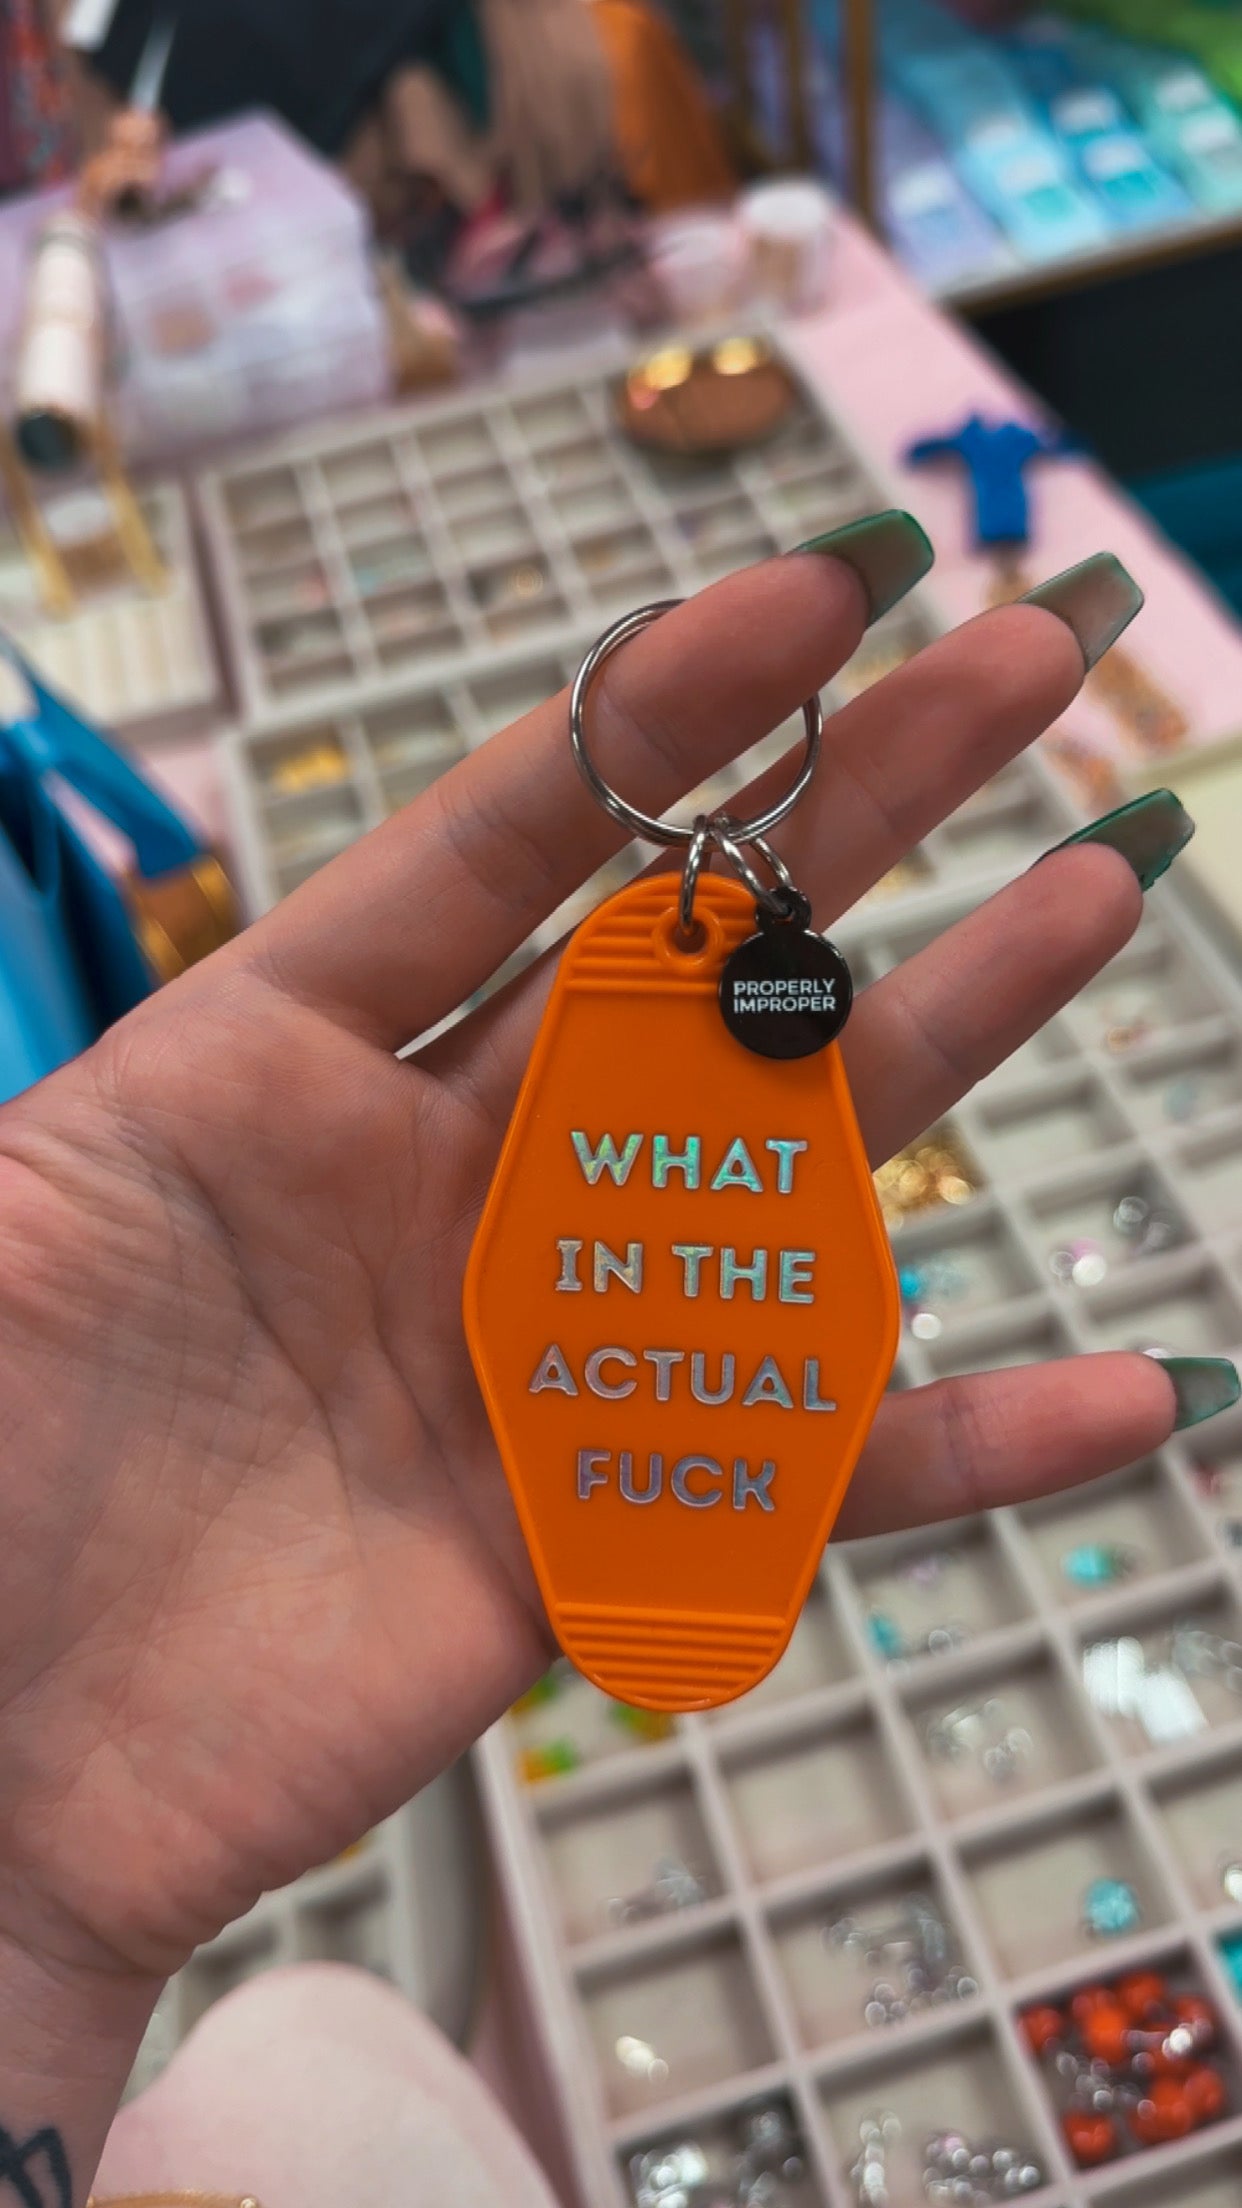 PROPERLY
IMPROPER
WHAT
IN THE
ACTUAL
FUCK